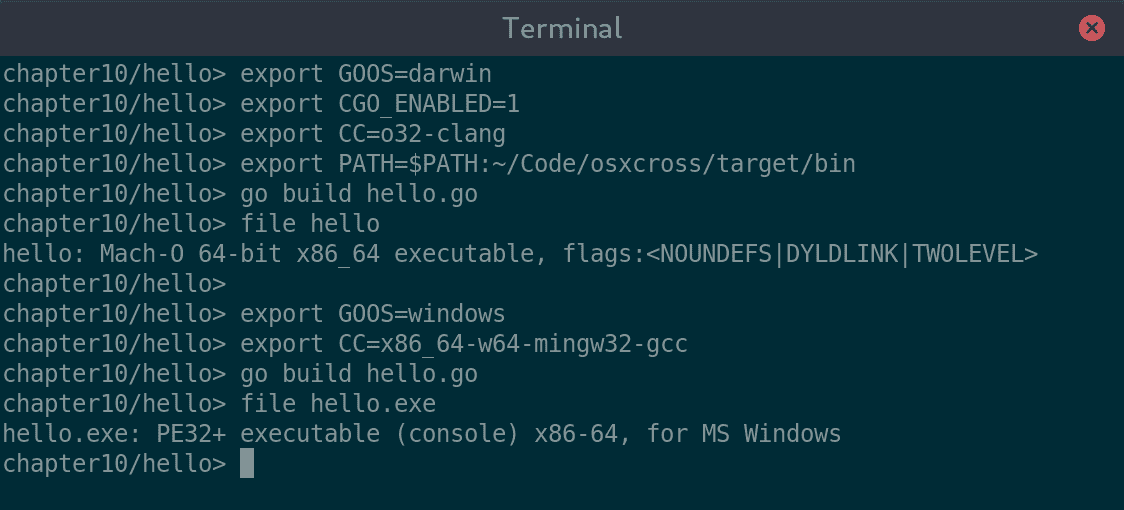 Terminal
chapter10/hello> export GOOS=darwin
chapter10/hello> export CGO_ENABLED=1
chapter10/hello> export CC=o32-clang
chapter10/hello> export PATH=$PATH:~/Code/osxcross/target/bin
chapter10/hello> go build hello.go
chapter10/hello> file hello
hello: Mach-O 64-bit x86_64 executable, flags:<NOUNDEFS|DYLDLINK|TWOLEVEL>
chapter10/hello>
chapter10/hello> export GOOS=windows
chapter10/hello> export CC=x86_64-w64-mingw32-gcc
chapter10/hello> go build hello.go
chapter10/hello> file hello.exe
hello.exe: PE32+ executable (console) x86-64, for MS Windows
chapter10/hello>